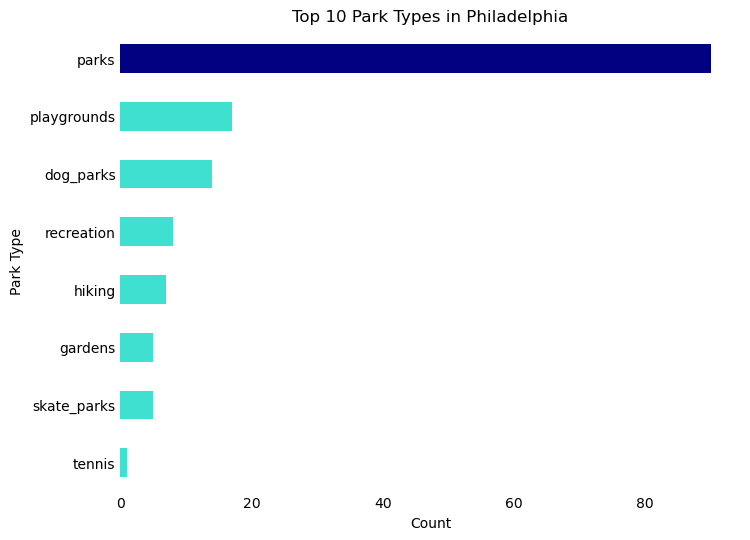 Top 10 Park Types in Philadelphia
Park Type
parks
playgrounds
dog_parks
recreation
hiking
gardens
skate_parks
tennis
0 20 40 60 80
Count